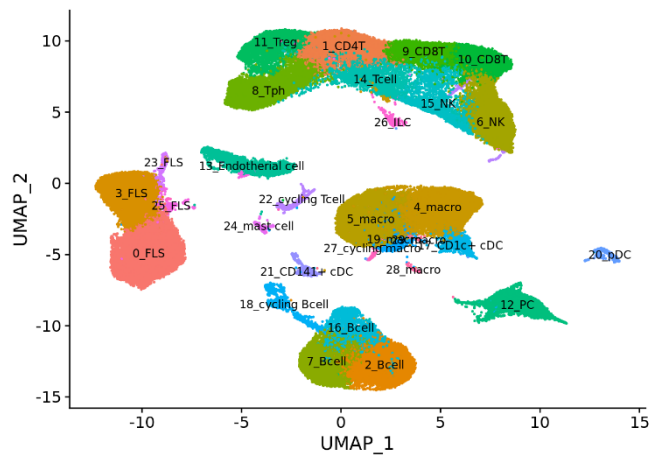 11_Treg
1_CD4T
9_CD8T
10_CD8T
14_Tcell
8_Tph
15_NK
6_NK
26_ILC
23_FLS
13_Endotherial cell
3_FLS
22_cycling Tcell
25_FLS
4_macro
5_macro
24_mast cell
19_macro
27_cycling macro
17_CD1c+ cDC
0_FLS
20_pDC
21_CD141+ cDC
28_macro
18_cycling Bcell
12_PC
16_Bcell
7_Bcell
2_Bcell
10
5
0
-5
-10
-15
-10
-5
0
5
10
15
UMAP_2
UMAP_1